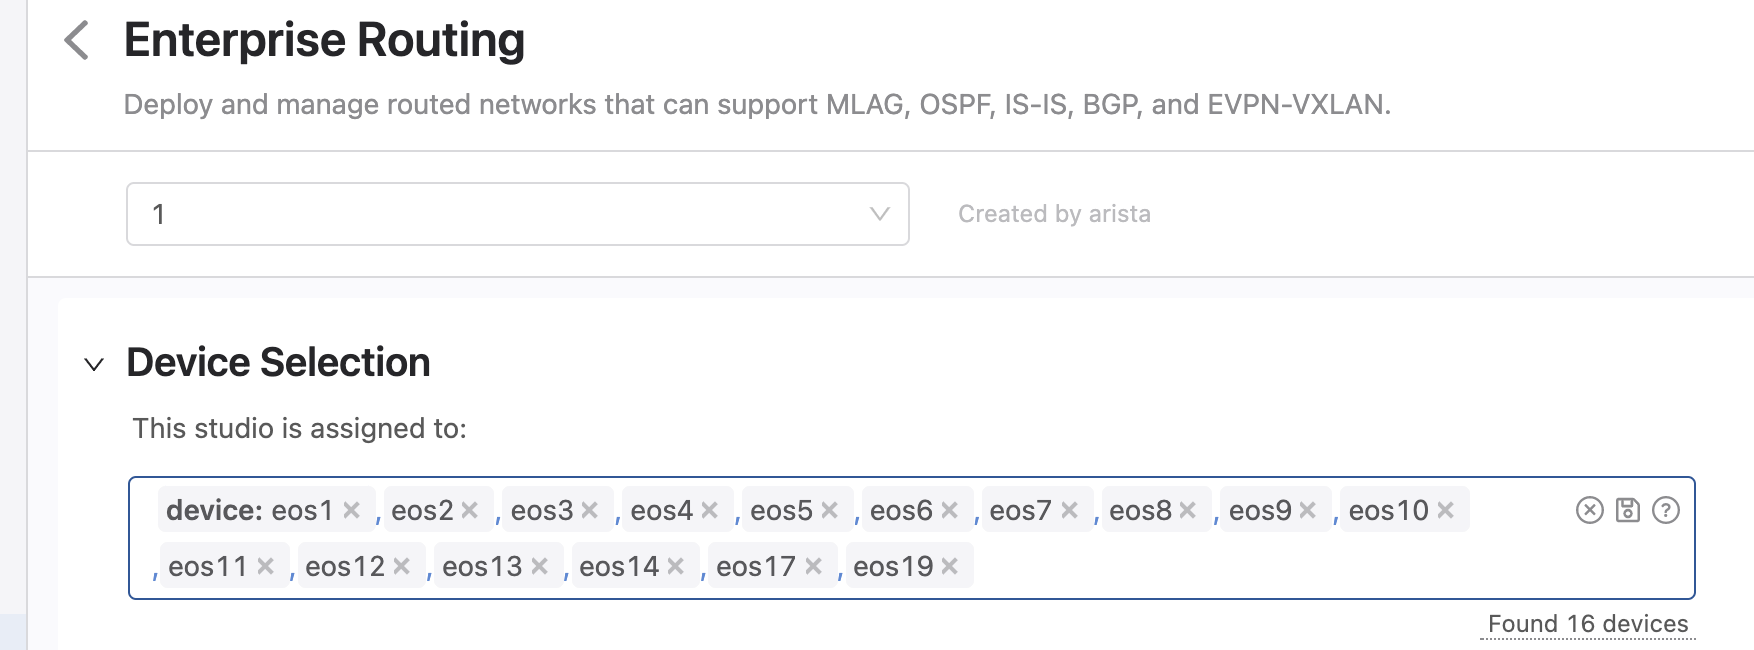 Enterprise Routing
Deploy and manage routed networks that can support MLAG, OSPF, IS-IS, BGP, and EVPN-VXLAN.
1
Created by arista
Device Selection
This studio is assigned to:
device: eos1 ×, eos2 ×, eos3 ×, eos4 ×, eos5 ×, eos6 ×, eos7 ×, eos8 ×, eos9 ×, eos10 ×
, eos11 ×, eos12 ×, eos13 ×, eos14 ×, eos17 ×, eos19 ×
Found 16 devices